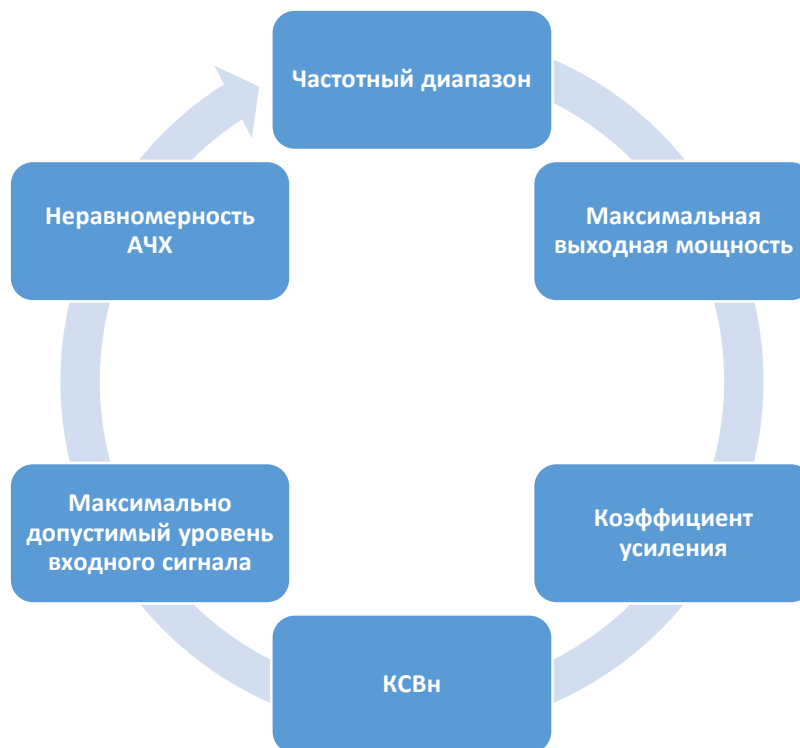 Частотный диапазон
Максимальная
выходная мощность
Коэффициент
усиления
КСВн
Максимально
допустимый уровень
входного сигнала
Неравномерность
АЧХ